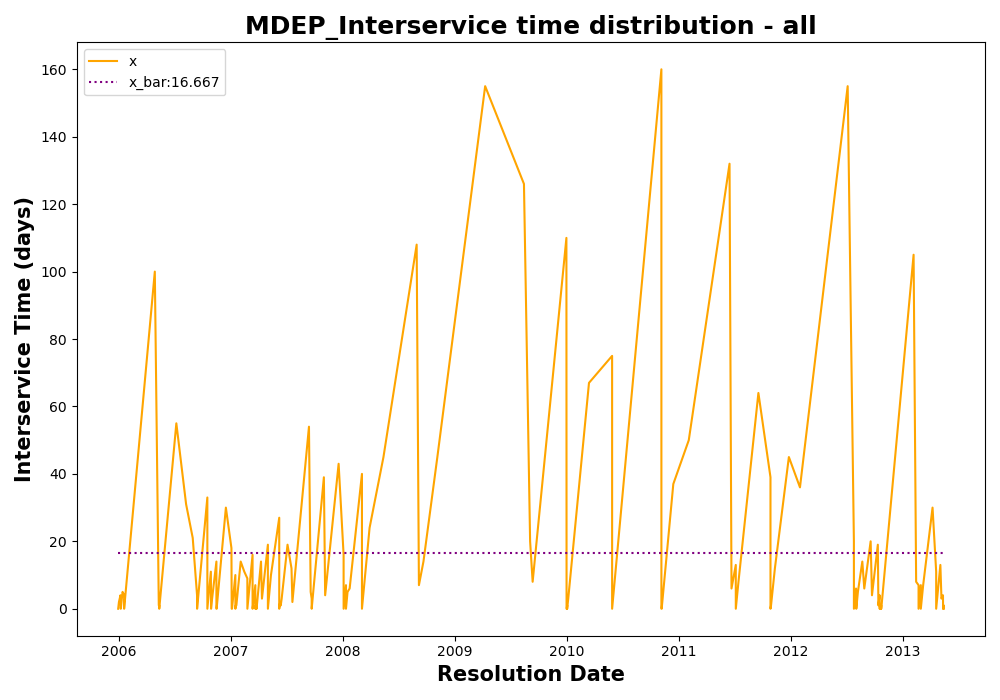 MDEP_Interservice time distribution - all
x
x_bar:16.667
Interservice Time (days)
160
140
120
100
80
60
40
20
0
2006 2007 2008 2009 2010 2011 2012 2013
Resolution Date